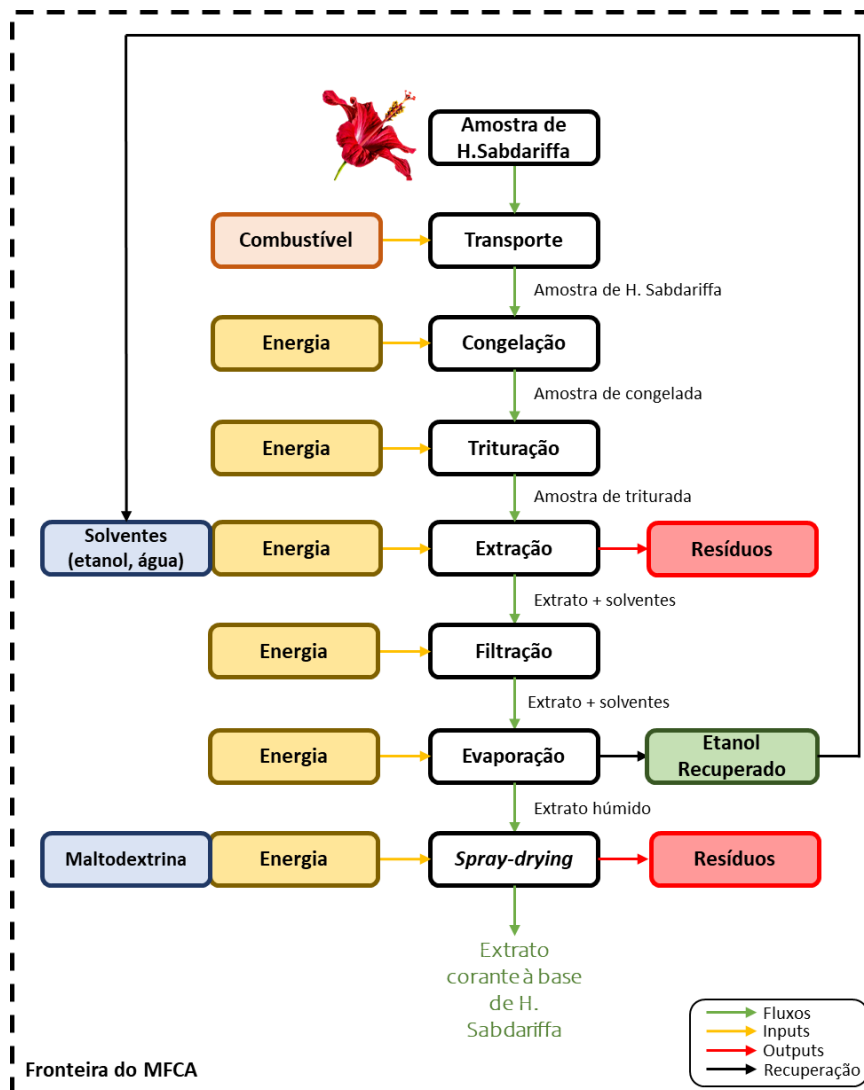 Amostra de
H.Sabdariffa
Combustível
Transporte
Amostra de H. Sabdariffa
Energia
Congelação
Amostra de congelada
Energia
Trituração
Amostra de triturada
Solventes
(etanol, água)
Energia
Extração
Resíduos
Extrato + solventes
Energia
Filtração
Extrato + solventes
Energia
Evaporação
Etanol
Recuperado
Extrato húmido
Maltodextrina
Energia
Spray-drying
Resíduos
Extrato
corante à base
de H.
Sabdariffa
Fluxos
Inputs
Outputs
Recuperação
Fronteira do MFCA